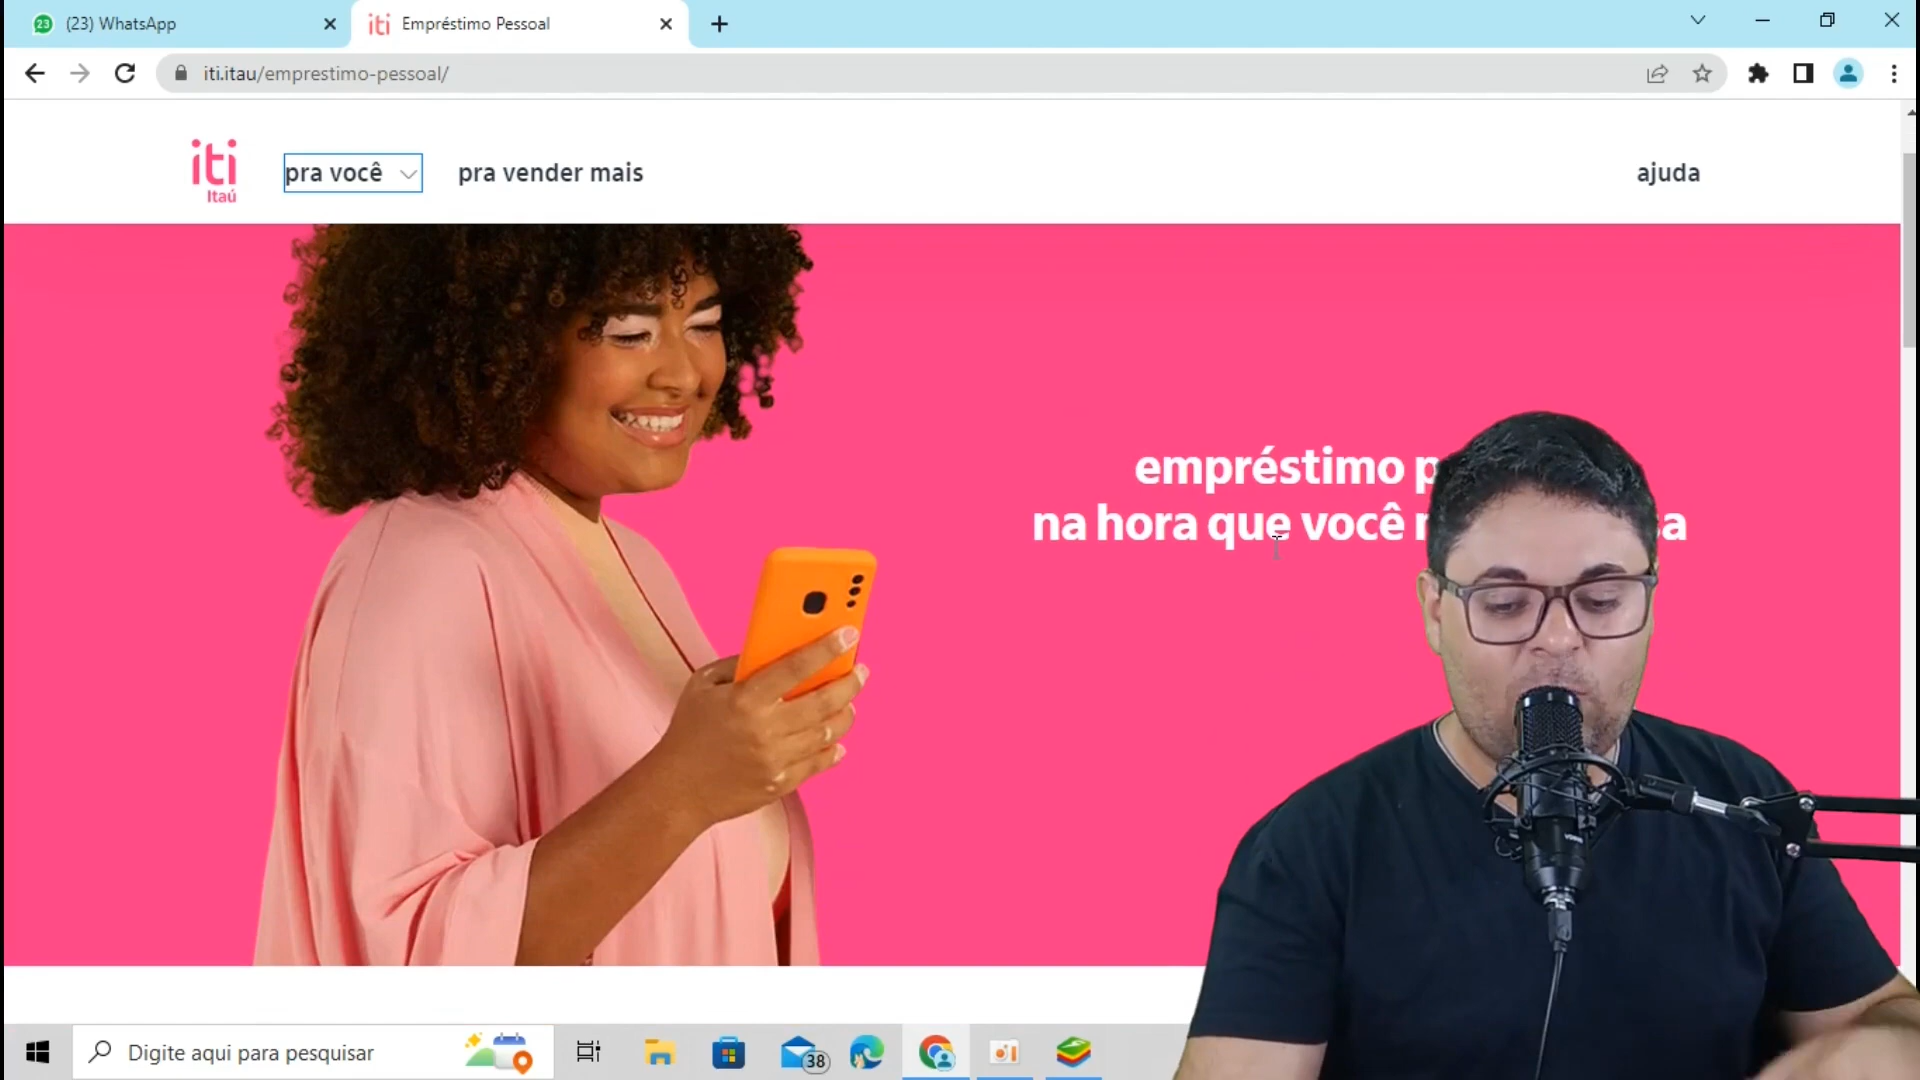 (23) WhatsApp
Empréstimo Pessoal
iti.itau/emprestimo-pessoal/
iti
Itaú
pra você
pra vender mais
ajuda
empréstimo
na hora que você
Digite aqui para pesquisar
38